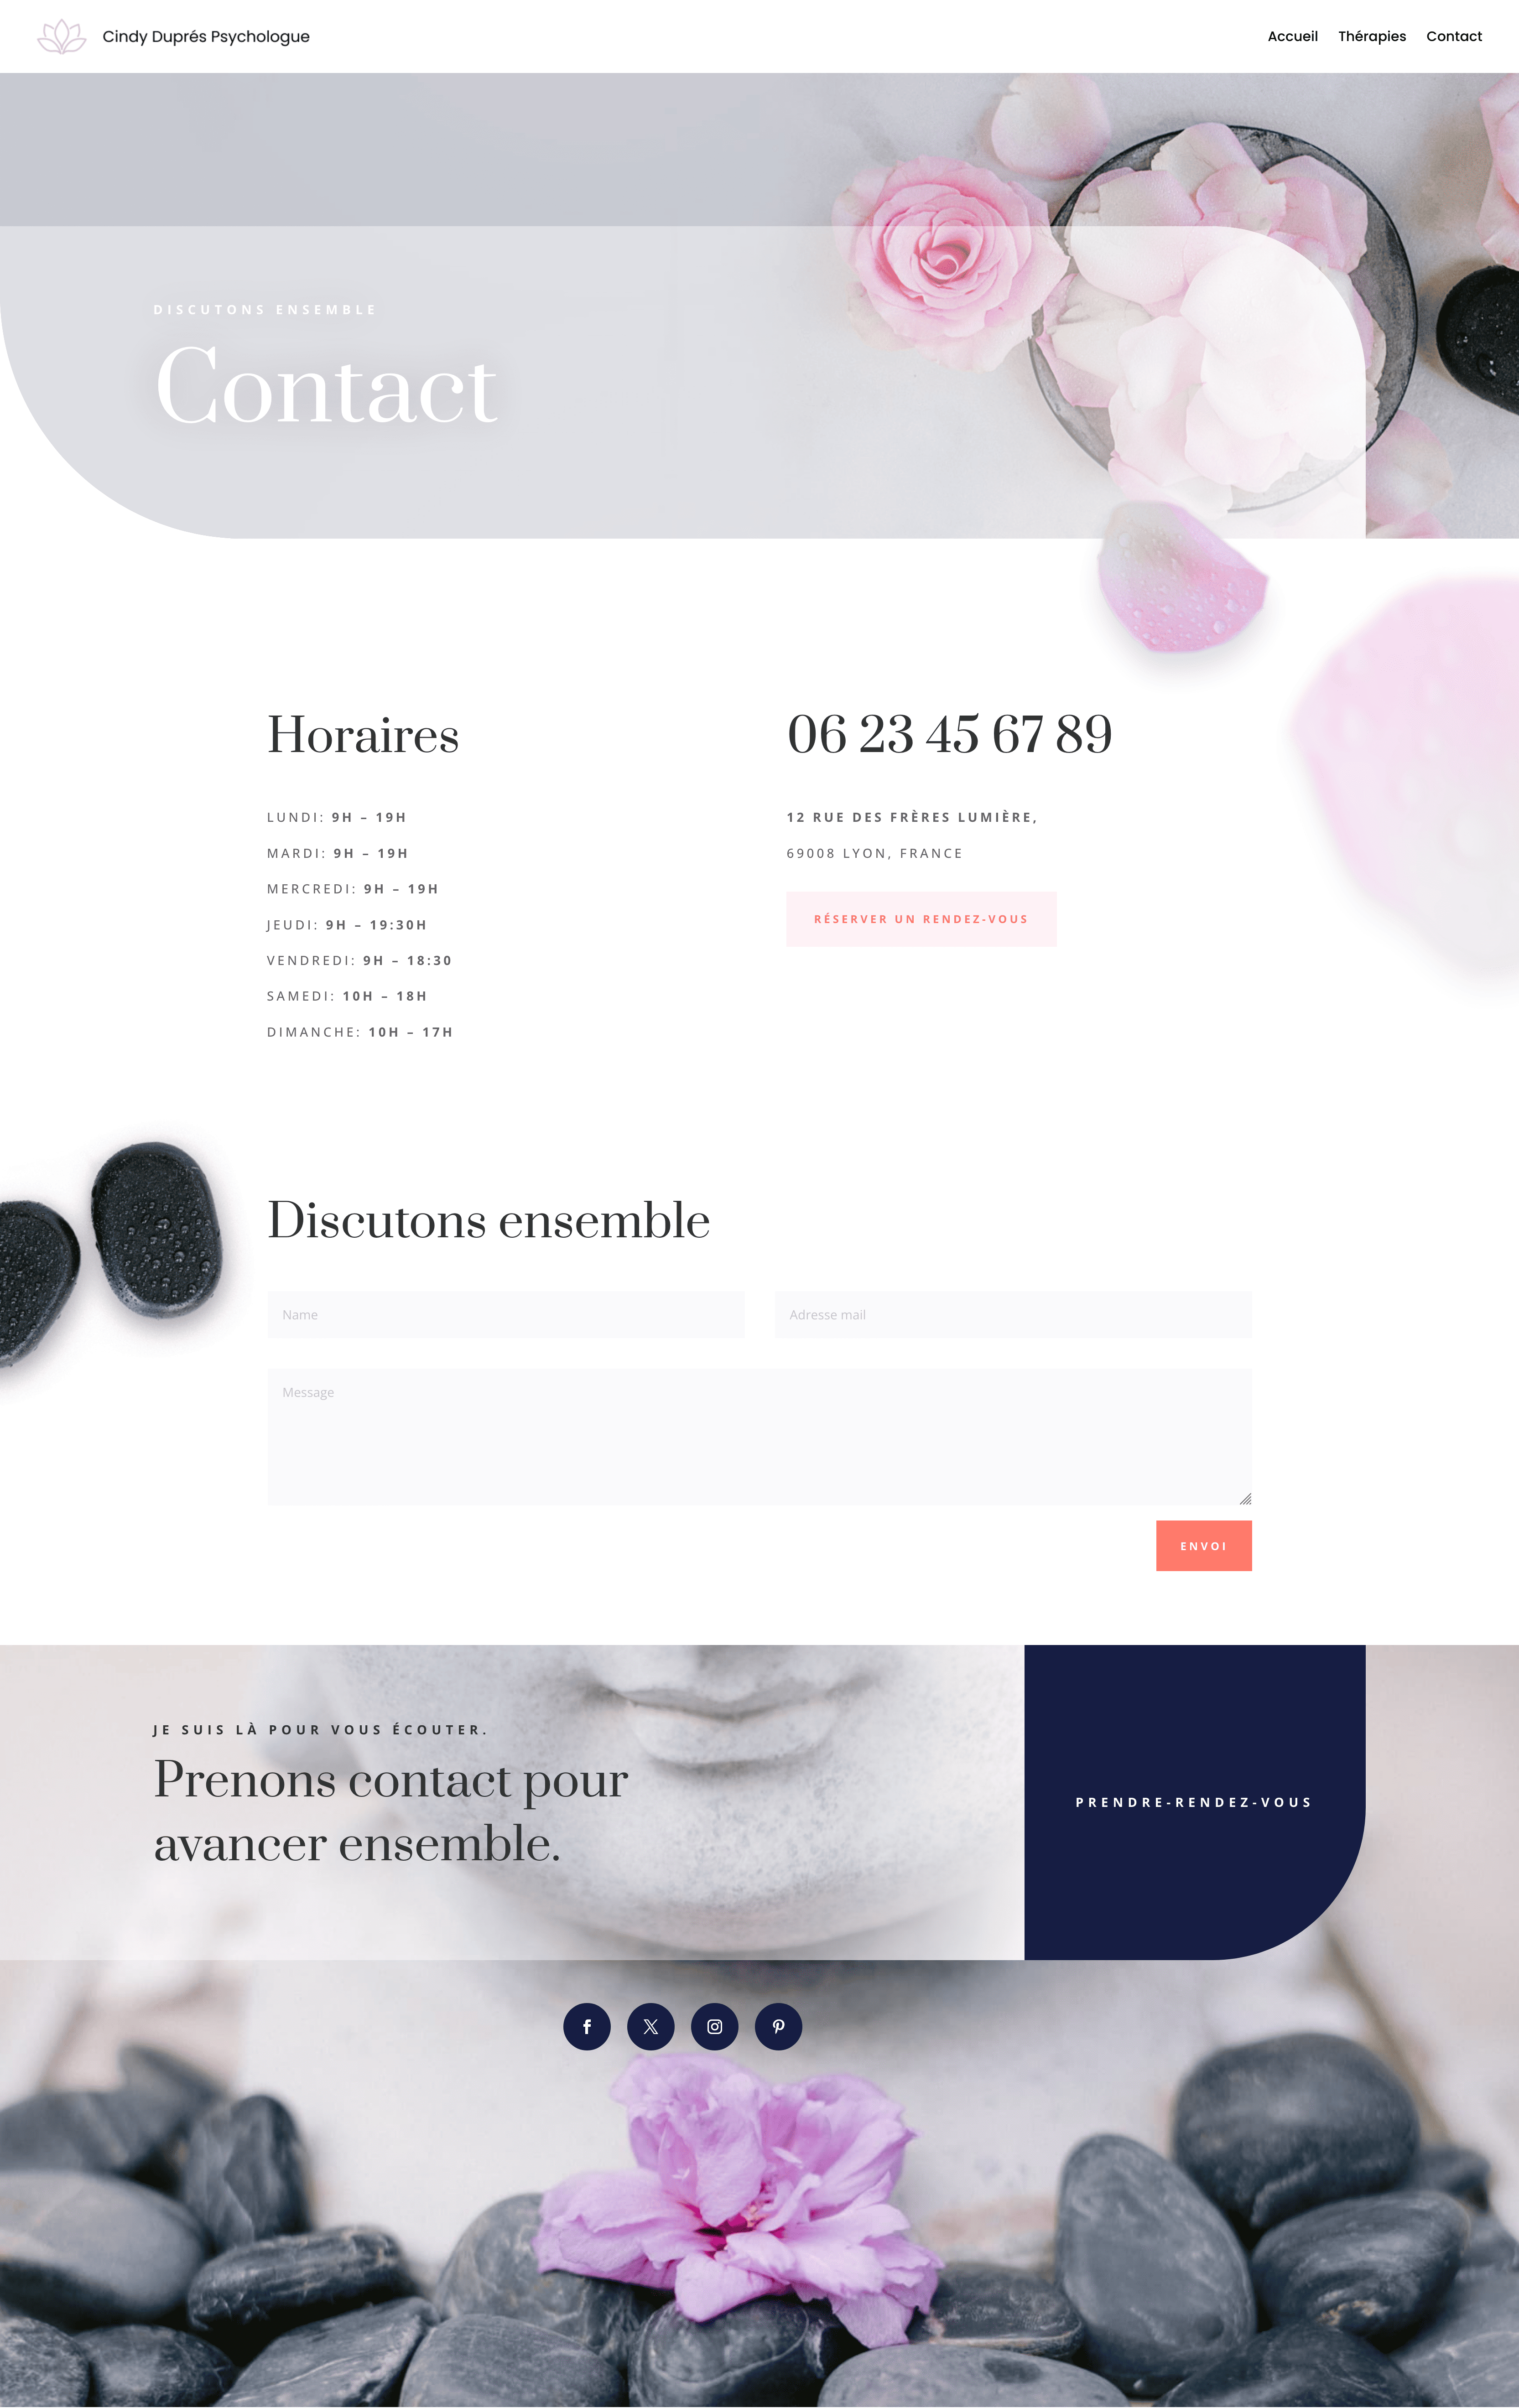 Cindy Duprés Psychologue
Accueil Thérapies Contact
DISCUTONS ENSEMBLE
Contact
Horaires
LUNDI: 9H – 19H
MARDI: 9H – 19H
MERCREDI: 9H – 19H
JEUDI: 9H – 19:30H
VENDREDI: 9H – 18:30
SAMEDI: 10H – 18H
DIMANCHE: 10H – 17H
06 23 45 67 89
12 RUE DES FRÈRES LUMIÈRE,
69008 LYON, FRANCE
RÉSERVER UN RENDEZ-VOUS
Discutons ensemble
Name
Adresse mail
Message
ENVOI
JE SUIS LÀ POUR VOUS ÉCOUTER.
Prenons contact pour
avancer ensemble.
PRENDRE-RENDEZ-VOUS